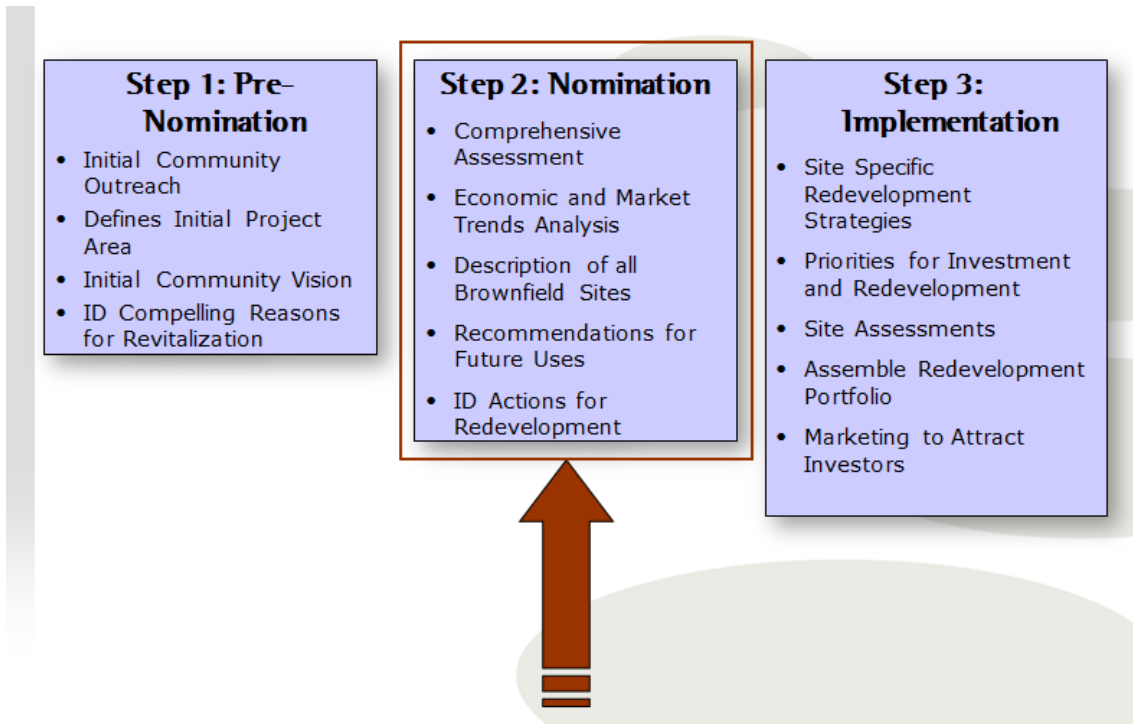 Step 1: Pre-
Nomination
• Initial Community
Outreach
• Defines Initial Project
Area
• Initial Community Vision
• ID Compelling Reasons
for Revitalization
Step 2: Nomination
• Comprehensive
Assessment
• Economic and Market
Trends Analysis
• Description of all
Brownfield Sites
• Recommendations for
Future Uses
• ID Actions for
Redevelopment
Step 3:
Implementation
• Site Specific
Redevelopment
Strategies
• Priorities for Investment
and Redevelopment
• Site Assessments
• Assemble Redevelopment
Portfolio
• Marketing to Attract
Investors